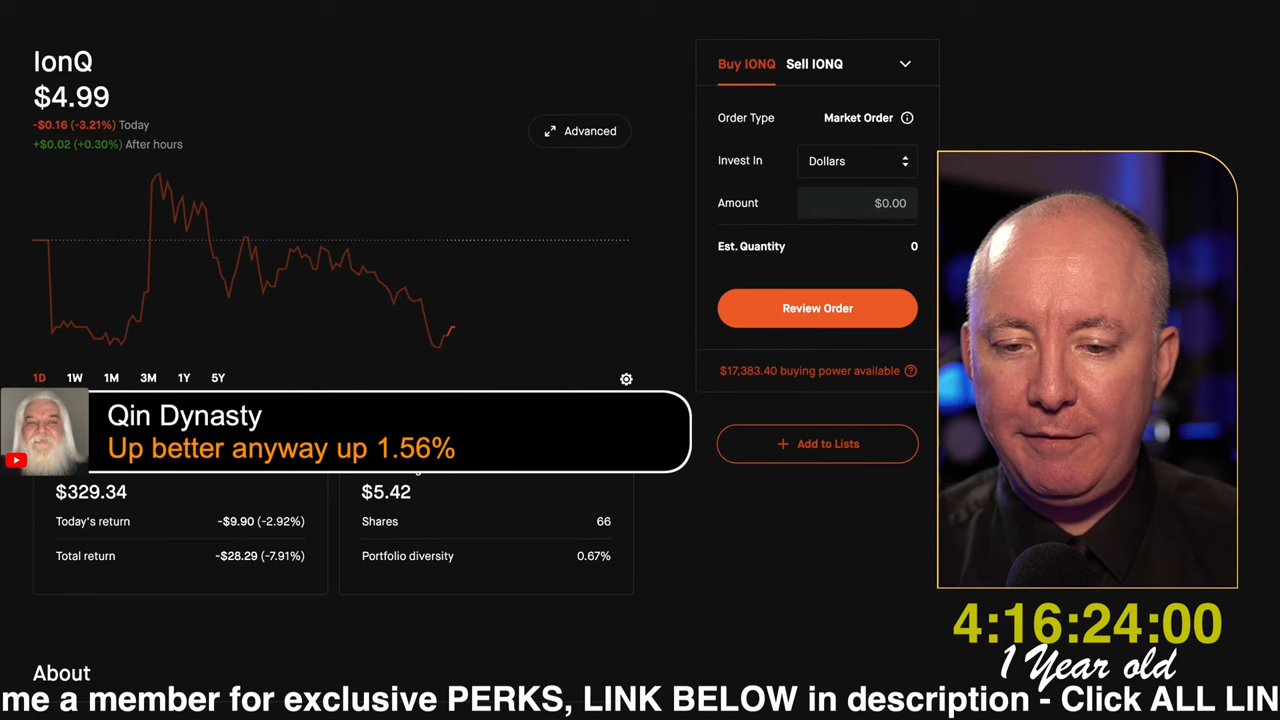 IonQ
$4.99
-$0.16 (-3.21%) Today
+$0.02 (+0.30%) After hours
Advanced
1D 1W 1M 3M 1Y 5Y
Qin Dynasty
Up better anyway up 1.56%
$329.34
Today's return -$9.90 (-2.92%)
Total return -$28.29 (-7.91%)
$5.42
Shares 66
Portfolio diversity 0.67%
About
Buy IONQ Sell IONQ
Order Type Market Order
Invest In Dollars
Amount $0.00
Est. Quantity 0
Review Order
$17,383.40 buying power available
+ Add to Lists
4:16:24:00
1 Year old
me a member for exclusive PERKS, LINK BELOW in description - Click ALL LIN